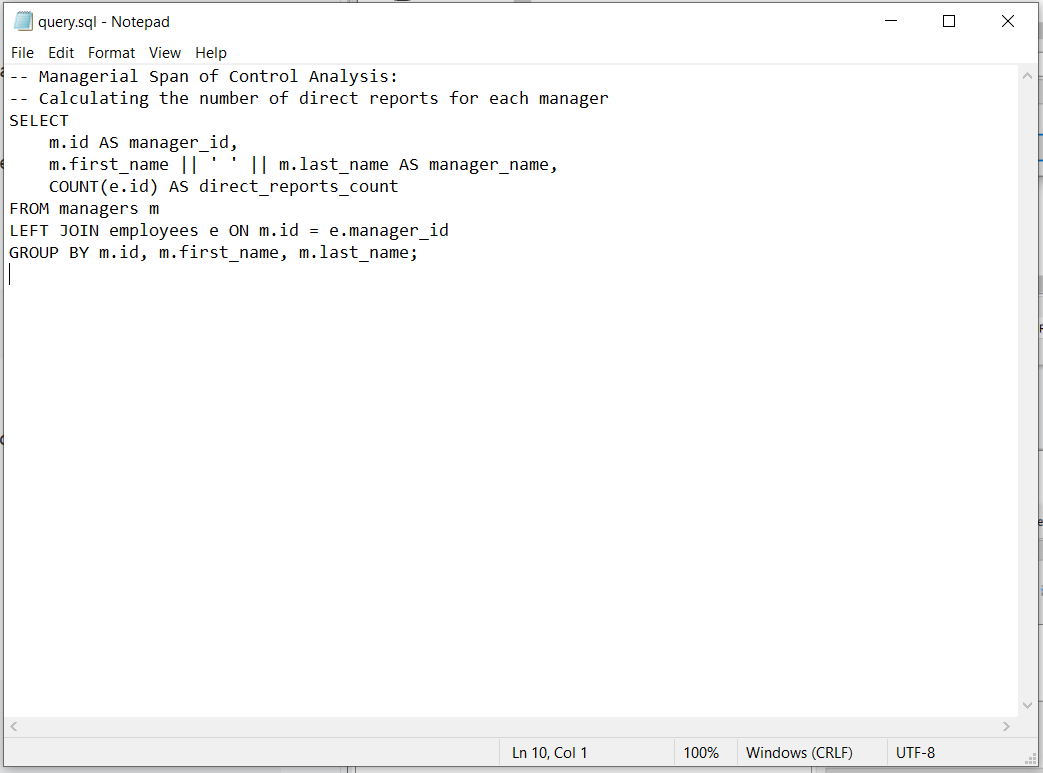 query.sql - Notepad
File Edit Format View Help
-- Managerial Span of Control Analysis:
-- Calculating the number of direct reports for each manager
SELECT
    m.id AS manager_id,
    m.first_name || ' ' || m.last_name AS manager_name,
    COUNT(e.id) AS direct_reports_count
FROM managers m
LEFT JOIN employees e ON m.id = e.manager_id
GROUP BY m.id, m.first_name, m.last_name;
Ln 10, Col 1 100% Windows (CRLF) UTF-8